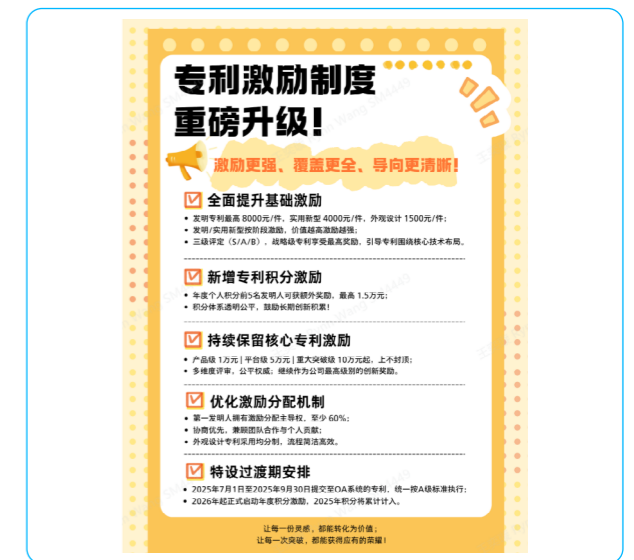 专利激励制度
重磅升级!
激励更强、覆盖更全、导向更清晰!
全面提升基础激励
• 发明专利最高 8000元/件，实用新型 4000元/件，外观设计 1500元/件；
• 发明/实用新型按阶段激励，价值越高激励越强；
• 三级评定（S/A/B），战略级专利享受最高奖励，引导专利围绕核心技术布局。
新增专利积分激励
• 年度个人积分前5名发明人可获额外奖励，最高 1.5万元；
• 积分体系透明公平，鼓励长期创新积累！
持续保留核心专利激励
• 产品级 1万元 | 平台级 5万元 | 重大突破级 10万元起，上不封顶；
• 多维度评审，公平权威；继续作为公司最高级别的创新奖励。
优化激励分配机制
• 第一发明人拥有激励分配主导权，至少 60%；
• 协商优先，兼顾团队合作与个人贡献；
• 外观设计专利采用均分制，流程简洁高效。
特设过渡期安排
• 2025年7月1日至2025年9月30日提交至OA系统的专利，统一按A级标准执行；
• 2026年起正式启动年度积分激励，2025年积分将累计计入。
让每一份灵感，都能转化为价值；
让每一次突破，都能获得应有的荣耀！